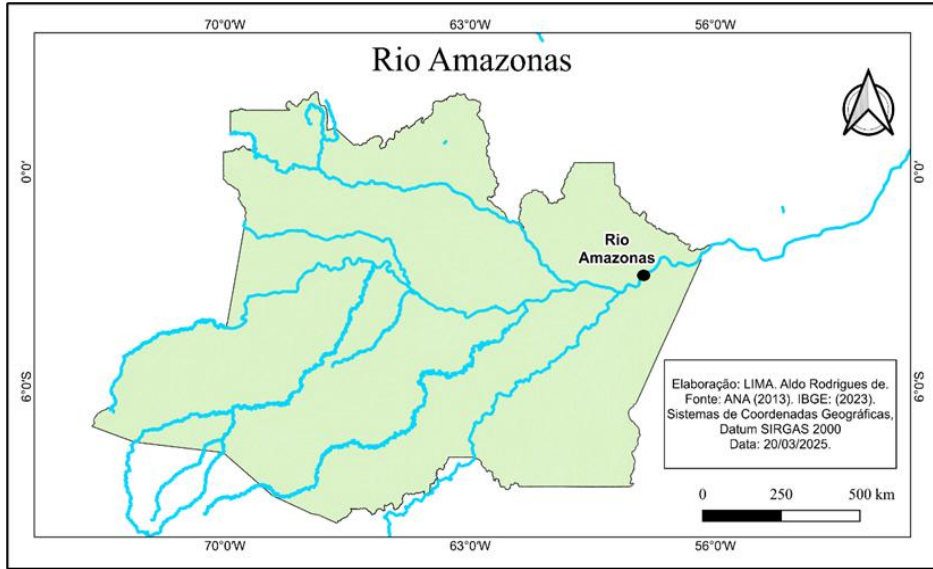 70°0'W 63°0'W 56°0'W
Rio Amazonas
0°0'
0°0'
Rio
Amazonas
6°0'S
6°0'S
Elaboração: LIMA. Aldo Rodrigues de.
Fonte: ANA (2013). IBGE: (2023).
Sistemas de Coordenadas Geográficas,
Datum SIRGAS 2000
Data: 20/03/2025.
0 250 500 km
70°0'W 63°0'W 56°0'W